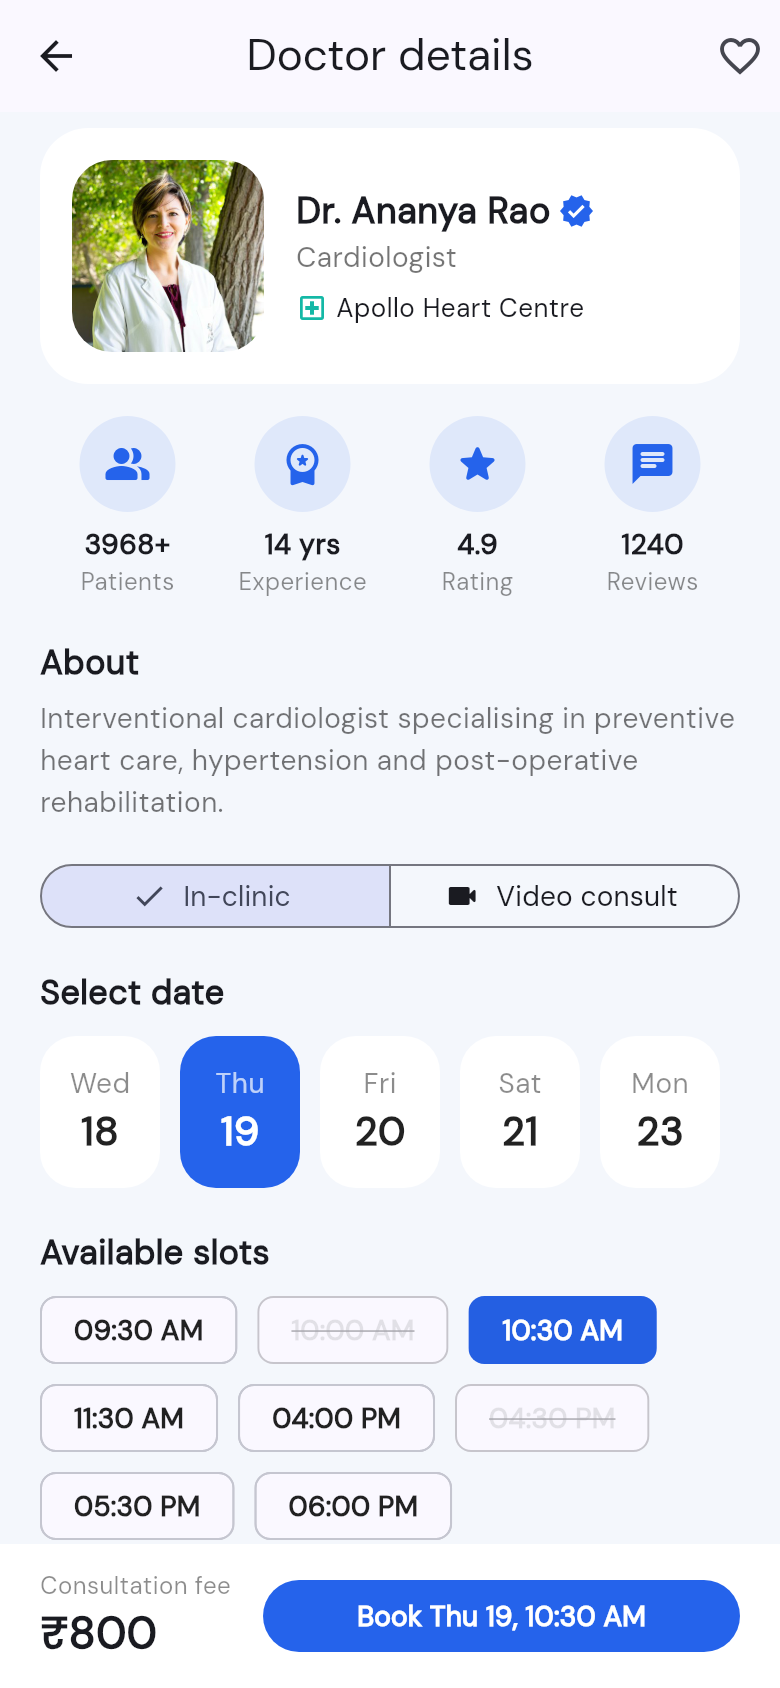 Doctor details
Dr. Ananya Rao
Cardiologist
Apollo Heart Centre
3968+ 14 yrs 4.9 1240
Patients Experience Rating Reviews
About
Interventional cardiologist specialising in preventive
heart care, hypertension and post-operative
rehabilitation.
In-clinic Video consult
Select date
Wed Thu Fri Sat Mon
18 19 20 21 23
Available slots
09:30 AM 10:00 AM 10:30 AM
11:30 AM 04:00 PM 04:30 PM
05:30 PM 06:00 PM
Consultation fee
₹800
Book Thu 19, 10:30 AM